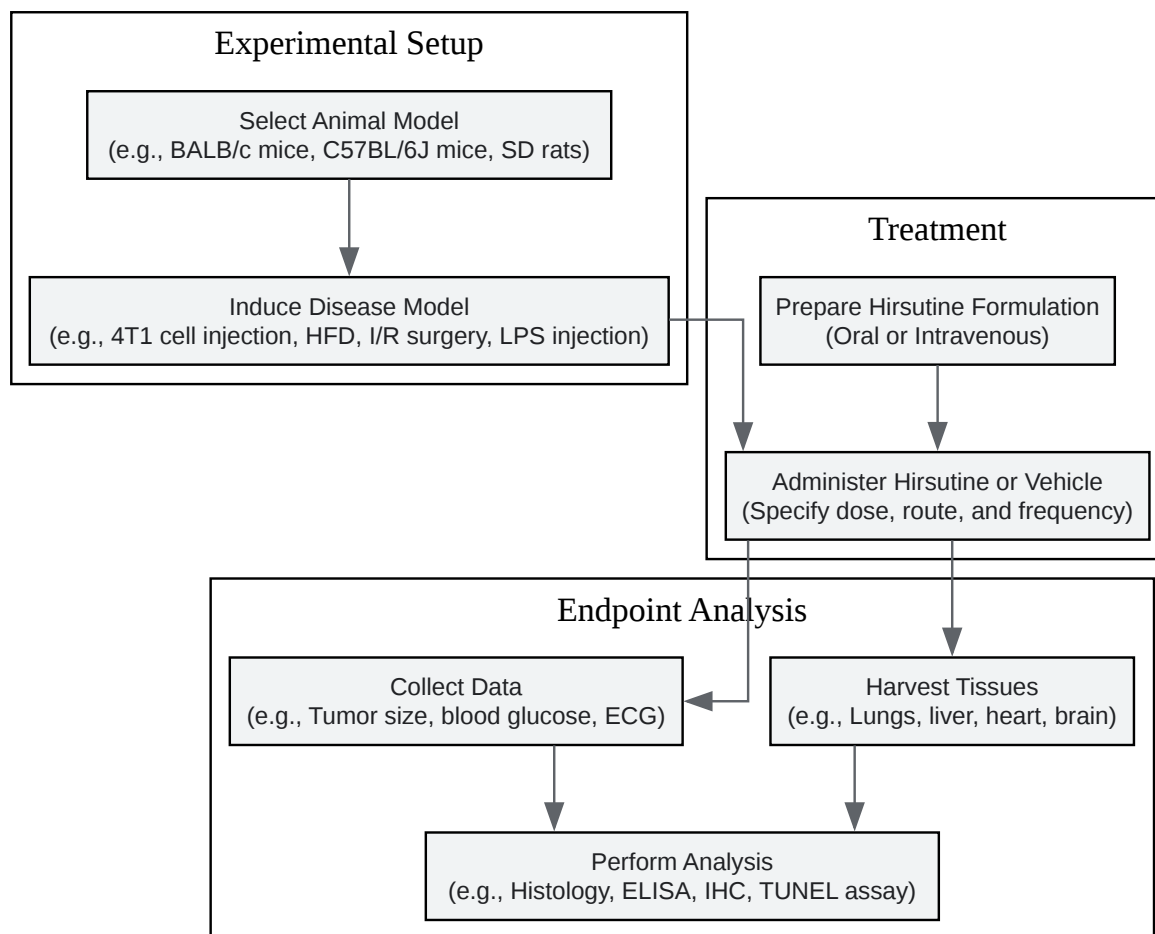 Experimental Setup
Select Animal Model
(e.g., BALB/c mice, C57BL/6J mice, SD rats)
Induce Disease Model
(e.g., 4T1 cell injection, HFD, I/R surgery, LPS injection)
Treatment
Prepare Hirsutine Formulation
(Oral or Intravenous)
Administer Hirsutine or Vehicle
(Specify dose, route, and frequency)
Endpoint Analysis
Collect Data
(e.g., Tumor size, blood glucose, ECG)
Harvest Tissues
(e.g., Lungs, liver, heart, brain)
Perform Analysis
(e.g., Histology, ELISA, IHC, TUNEL assay)